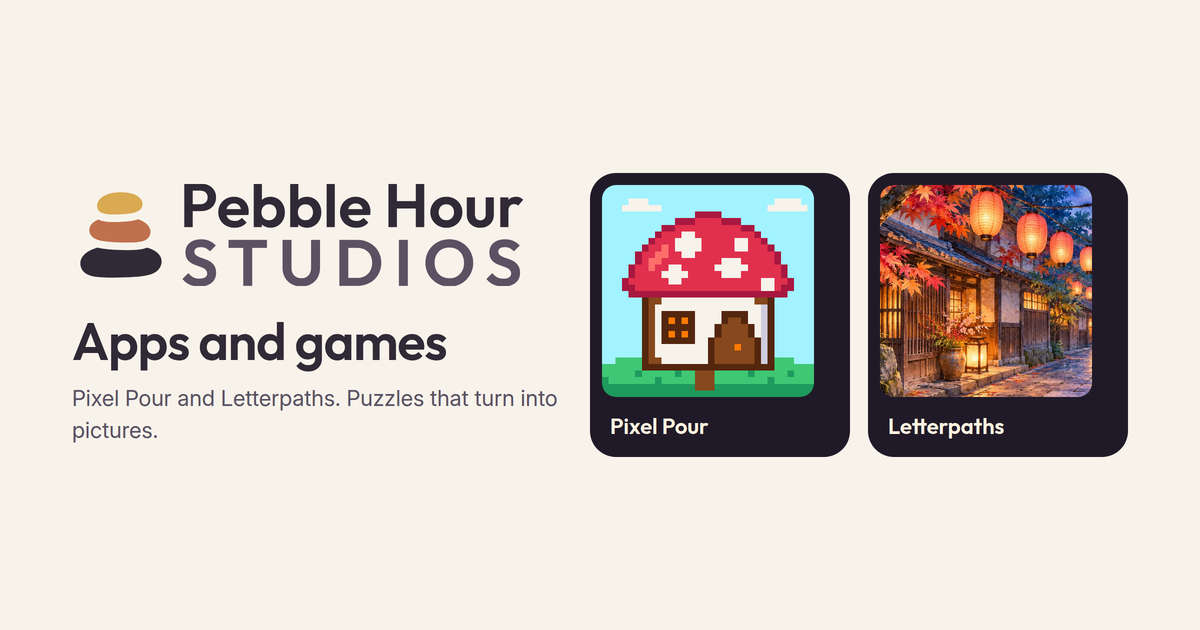 Pebble Hour
STUDIOS
Apps and games
Pixel Pour and Letterpaths. Puzzles that turn into
pictures.
Pixel Pour
Letterpaths